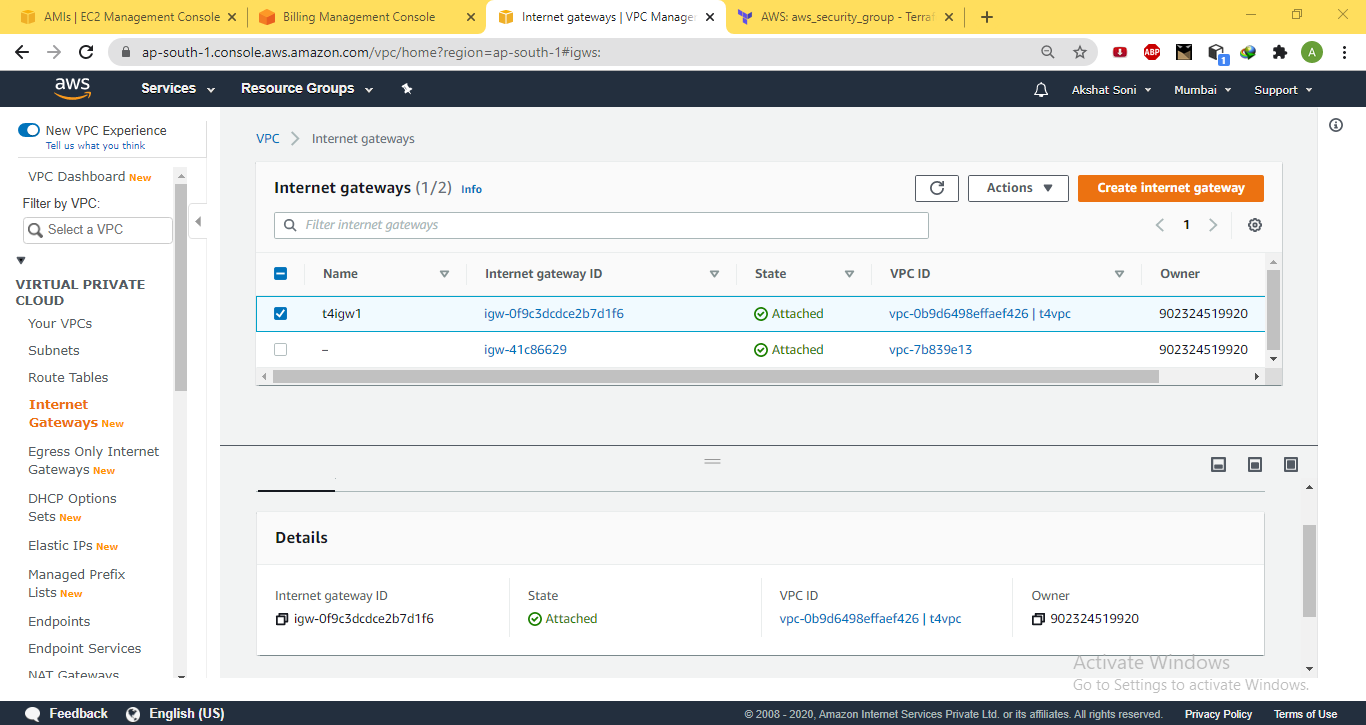 AMIs | EC2 Management Console
Billing Management Console
Internet gateways | VPC Manage
AWS: aws_security_group - Terraf
ap-south-1.console.aws.amazon.com/vpc/home?region=ap-south-1#igws:
ABP
1
A
aws
Services
Resource Groups
Akshat Soni
Mumbai
Support
New VPC Experience
Tell us what you think
VPC Dashboard New
Filter by VPC:
Select a VPC
VIRTUAL PRIVATE
CLOUD
Your VPCs
Subnets
Route Tables
Internet
Gateways New
Egress Only Internet
Gateways New
DHCP Options
Sets New
Elastic IPs New
Managed Prefix
Lists New
Endpoints
Endpoint Services
NAT Gateways
VPC > Internet gateways
Internet gateways (1/2) Info
Actions
Create internet gateway
Filter internet gateways
1
Name Internet gateway ID State VPC ID Owner
t4igw1 igw-0f9c3dcdce2b7d1f6 Attached vpc-0b9d6498effaef426 | t4vpc 902324519920
– igw-41c86629 Attached vpc-7b839e13 902324519920
Details
Internet gateway ID State VPC ID Owner
igw-0f9c3dcdce2b7d1f6 Attached vpc-0b9d6498effaef426 | t4vpc 902324519920
Activate Windows
Go to Settings to activate Windows.
Feedback
English (US)
© 2008 - 2020, Amazon Internet Services Private Ltd. or its affiliates. All rights reserved.
Privacy Policy
Terms of Use